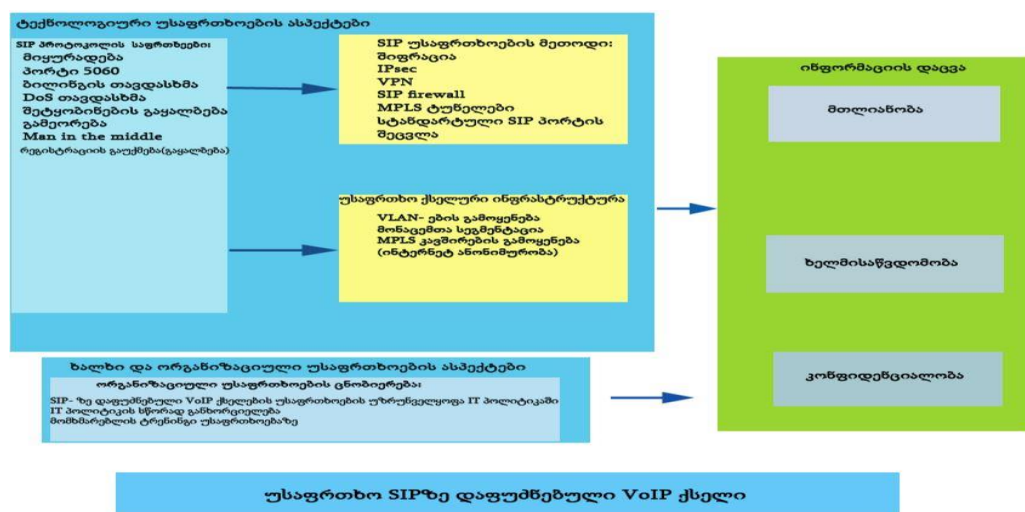 ტექნოლოგიური უსაფრთხოების ასპექტები
SIP პროტოკოლის საფრთხეები:
მიყურადება
პორტი 5060
ბილინგის თავდასხმა
DoS თავდასხმა
შეტყობინების გაყალბება
გამეორება
Man in the middle
რეგისტრაციის გაუქმება(გაყალბება)
SIP უსაფრთხოების მეთოდი:
შიფრაცია
IPsec
VPN
SIP firewall
MPLS ტუნელები
სტანდარტული SIP პორტის
შეცვლა
უსაფრთხო ქსელური ინფრასტრუქტურა
VLAN- ების გამოყენება
მონაცემთა სეგმენტაცია
MPLS კავშირების გამოყენება
(ინტერნეტ ანონიმურობა)
ხალხი და ორგანიზაციული უსაფრთხოების ასპექტები
ორგანიზაციული უსაფრთხოების ცნობიერება:
SIP- ზე დაფუძნებული VoIP ქსელების უსაფრთხოების უზრუნველყოფა IT პოლიტიკაში
IT პოლიტიკის სწორად განხორციელება
მომხმარებლის ტრენინგი უსაფრთხოებაზე
ინფორმაციის დაცვა
მთლიანობა
ხელმისაწვდომობა
კონფიდენციალობა
უსაფრთხო SIPზე დაფუძნებული VoIP ქსელი